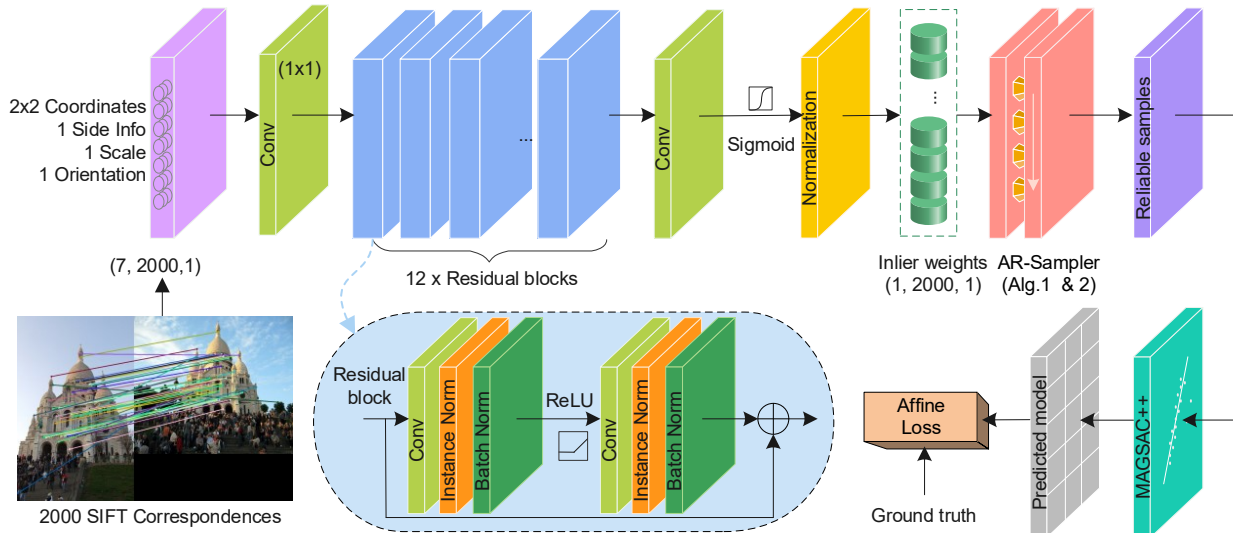 2x2 Coordinates
1 Side Info
1 Scale
1 Orientation
(7, 2000,1)
Conv
(1x1)
...
12 x Residual blocks
Conv
Sigmoid
Normalization
...
Inlier weights
(1, 2000, 1)
AR-Sampler
(Alg.1 & 2)
Reliable samples
2000 SIFT Correspondences
Residual
block
Conv
Instance Norm
Batch Norm
ReLU
Conv
Instance Norm
Batch Norm
Affine
Loss
Ground truth
Predicted model
MAGSAC++